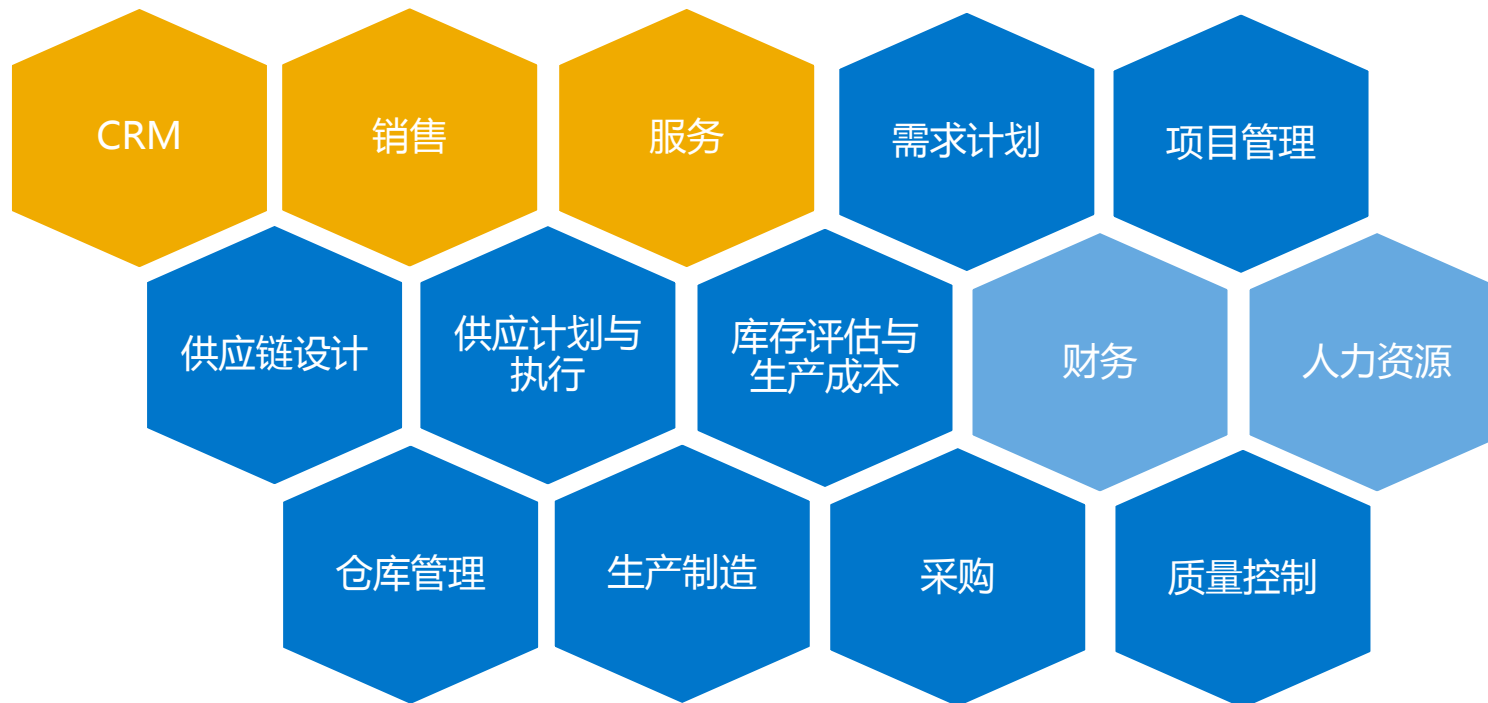 CRM
销售
服务
需求计划
项目管理
供应链设计
供应计划与
执行
库存评估与
生产成本
财务
人力资源
仓库管理
生产制造
采购
质量控制